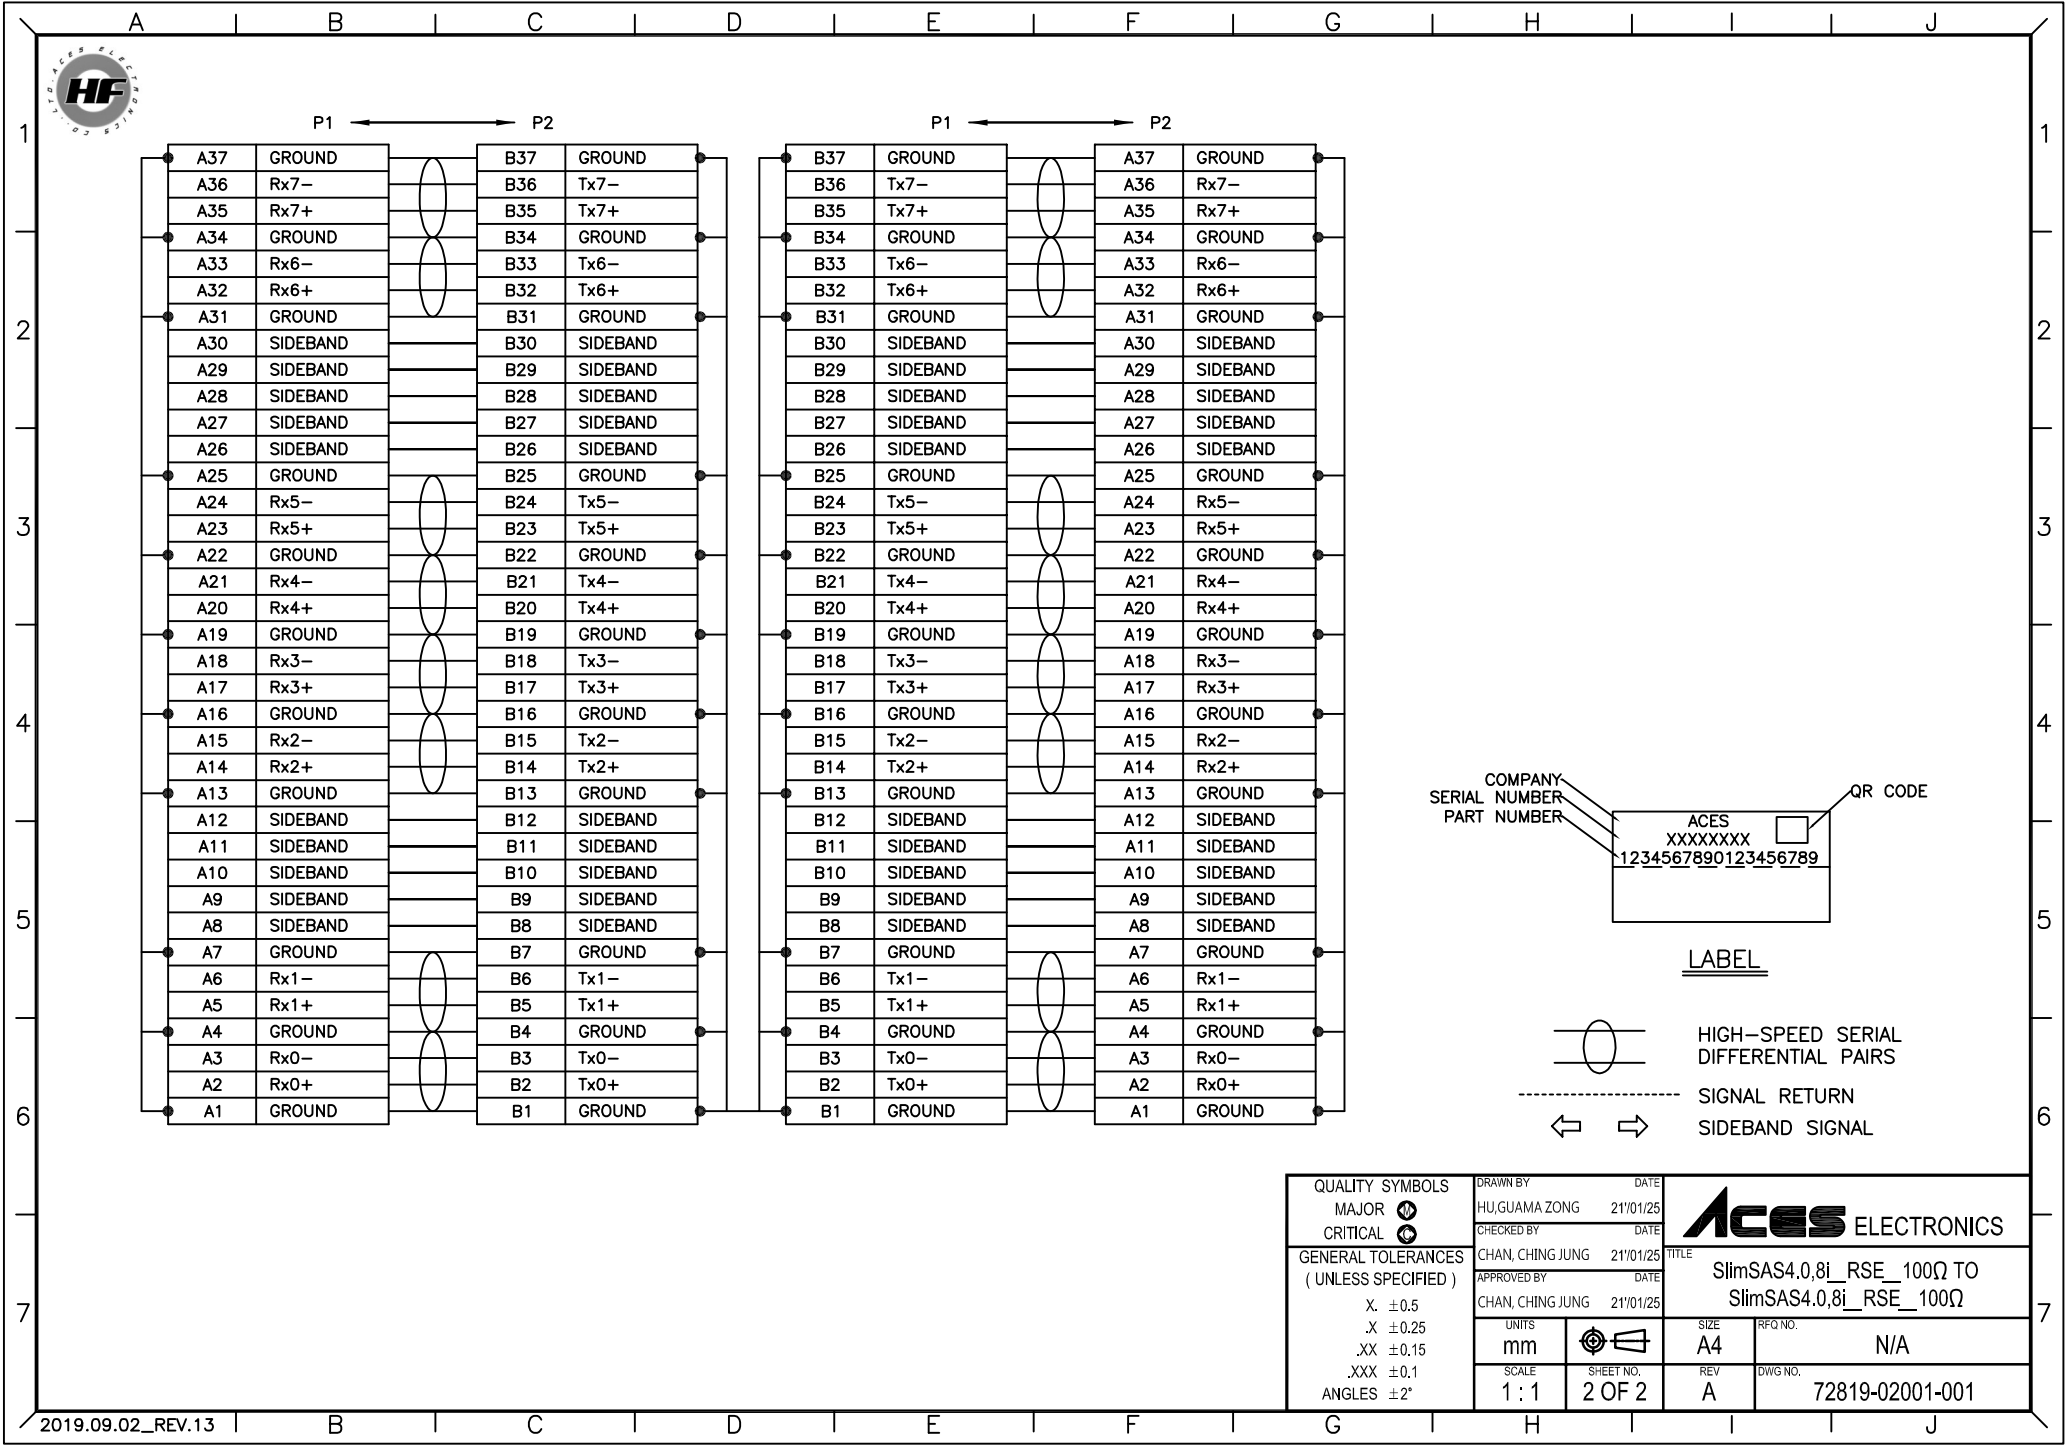 A B C D E F G H I J
ACES ELECTRONICS CO.,LTD.
HF
P1 P2 P1 P2
1 1
A37 GROUND B37 GROUND B37 GROUND A37 GROUND
A36 Rx7− B36 Tx7− B36 Tx7− A36 Rx7−
A35 Rx7+ B35 Tx7+ B35 Tx7+ A35 Rx7+
A34 GROUND B34 GROUND B34 GROUND A34 GROUND
A33 Rx6− B33 Tx6− B33 Tx6− A33 Rx6−
A32 Rx6+ B32 Tx6+ B32 Tx6+ A32 Rx6+
A31 GROUND B31 GROUND B31 GROUND A31 GROUND
2 2
A30 SIDEBAND B30 SIDEBAND B30 SIDEBAND A30 SIDEBAND
A29 SIDEBAND B29 SIDEBAND B29 SIDEBAND A29 SIDEBAND
A28 SIDEBAND B28 SIDEBAND B28 SIDEBAND A28 SIDEBAND
A27 SIDEBAND B27 SIDEBAND B27 SIDEBAND A27 SIDEBAND
A26 SIDEBAND B26 SIDEBAND B26 SIDEBAND A26 SIDEBAND
A25 GROUND B25 GROUND B25 GROUND A25 GROUND
A24 Rx5− B24 Tx5− B24 Tx5− A24 Rx5−
3 3
A23 Rx5+ B23 Tx5+ B23 Tx5+ A23 Rx5+
A22 GROUND B22 GROUND B22 GROUND A22 GROUND
A21 Rx4− B21 Tx4− B21 Tx4− A21 Rx4−
A20 Rx4+ B20 Tx4+ B20 Tx4+ A20 Rx4+
A19 GROUND B19 GROUND B19 GROUND A19 GROUND
A18 Rx3− B18 Tx3− B18 Tx3− A18 Rx3−
A17 Rx3+ B17 Tx3+ B17 Tx3+ A17 Rx3+
A16 GROUND B16 GROUND B16 GROUND A16 GROUND
4 4
A15 Rx2− B15 Tx2− B15 Tx2− A15 Rx2−
A14 Rx2+ B14 Tx2+ B14 Tx2+ A14 Rx2+
A13 GROUND B13 GROUND B13 GROUND A13 GROUND
A12 SIDEBAND B12 SIDEBAND B12 SIDEBAND A12 SIDEBAND
A11 SIDEBAND B11 SIDEBAND B11 SIDEBAND A11 SIDEBAND
A10 SIDEBAND B10 SIDEBAND B10 SIDEBAND A10 SIDEBAND
A9 SIDEBAND B9 SIDEBAND B9 SIDEBAND A9 SIDEBAND
5 5
A8 SIDEBAND B8 SIDEBAND B8 SIDEBAND A8 SIDEBAND
A7 GROUND B7 GROUND B7 GROUND A7 GROUND
A6 Rx1− B6 Tx1− B6 Tx1− A6 Rx1−
A5 Rx1+ B5 Tx1+ B5 Tx1+ A5 Rx1+
A4 GROUND B4 GROUND B4 GROUND A4 GROUND
A3 Rx0− B3 Tx0− B3 Tx0− A3 Rx0−
A2 Rx0+ B2 Tx0+ B2 Tx0+ A2 Rx0+
A1 GROUND B1 GROUND B1 GROUND A1 GROUND
6 6
COMPANY
SERIAL NUMBER
PART NUMBER
QR CODE
ACES
XXXXXXXX
1234567890123456789
LABEL
HIGH−SPEED SERIAL
DIFFERENTIAL PAIRS
SIGNAL RETURN
SIDEBAND SIGNAL
QUALITY SYMBOLS
MAJOR M
CRITICAL C
GENERAL TOLERANCES
( UNLESS SPECIFIED )
X. ±0.5
.X ±0.25
.XX ±0.15
.XXX ±0.1
ANGLES ±2°
DRAWN BY DATE
HU,GUAMA ZONG 21'/01/25
CHECKED BY DATE
CHAN, CHING JUNG 21'/01/25
APPROVED BY DATE
CHAN, CHING JUNG 21'/01/25
UNITS
mm
SCALE
1 : 1
SHEET NO.
2 OF 2
ACES ELECTRONICS
TITLE
SlimSAS4.0,8i__RSE__100Ω TO
SlimSAS4.0,8i__RSE__100Ω
SIZE
A4
RFQ NO.
N/A
REV
A
DWG NO.
72819-02001-001
7 7
2019.09.02_REV.13
B C D E F G H I J